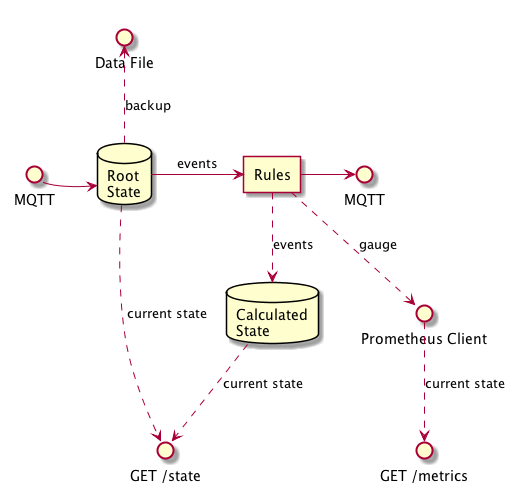 Data File
backup
events
Root
State
Rules
MQTT
MQTT
events
gauge
Calculated
State
current state
Prometheus Client
current state
current state
GET /state
GET /metrics